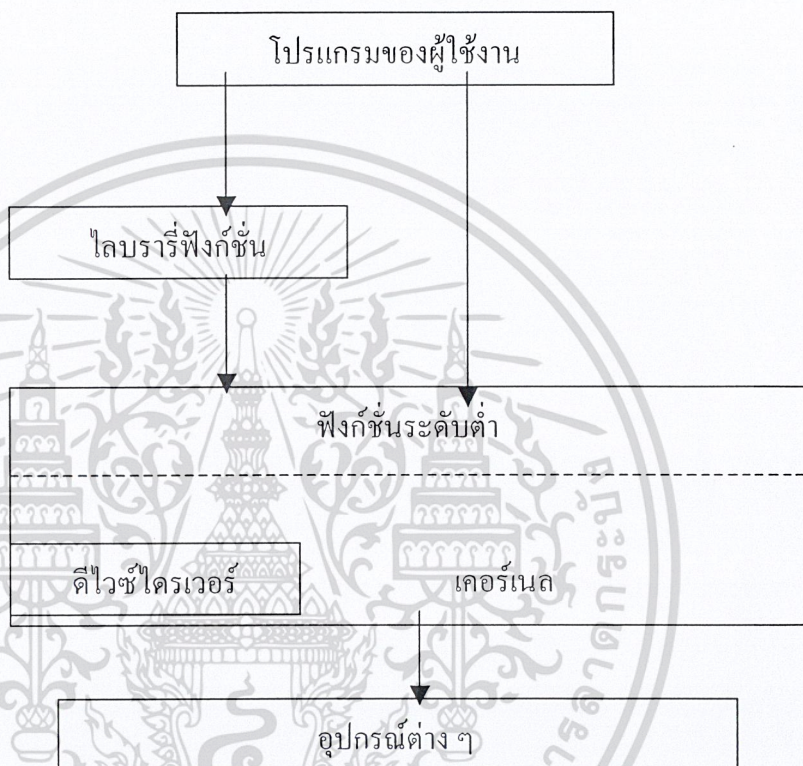 โปรแกรมของผู้ใช้งาน
ไลบรารี่ฟังก์ชั่น
ฟังก์ชั่นระดับต่ำ
ดีไวซ์ไดรเวอร์ เคอร์เนล
อุปกรณ์ต่าง ๆ